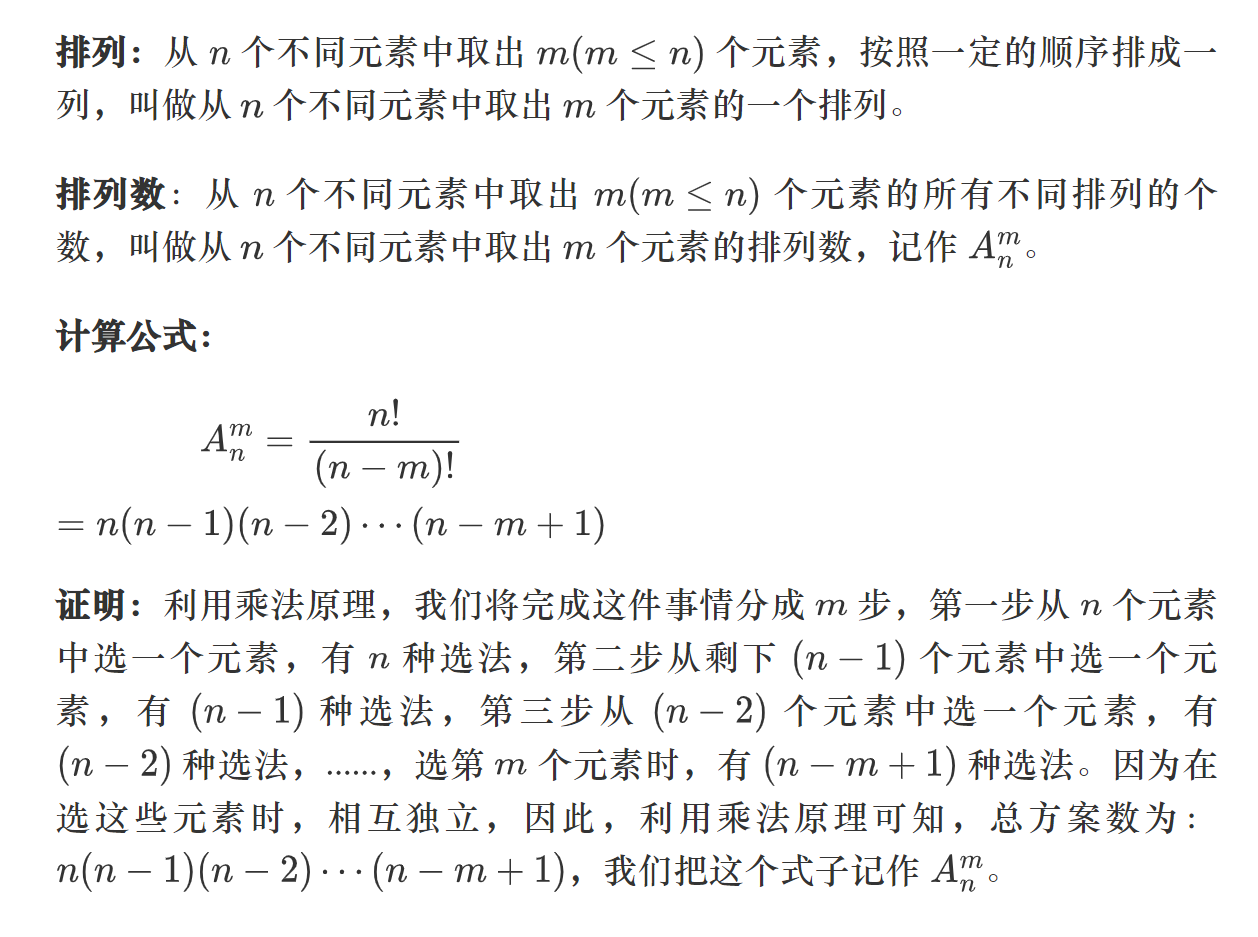 排列：从 n 个不同元素中取出 m(m ≤ n) 个元素，按照一定的顺序排成一
列，叫做从 n 个不同元素中取出 m 个元素的一个排列。
排列数：从 n 个不同元素中取出 m(m ≤ n) 个元素的所有不同排列的个
数，叫做从 n 个不同元素中取出 m 个元素的排列数，记作 $A_n^m$。
计算公式：
$A_n^m = \frac{n!}{(n-m)!}$
$= n(n-1)(n-2)\cdots(n-m+1)$
证明：利用乘法原理，我们将完成这件事情分成 m 步，第一步从 n 个元素
中选一个元素，有 n 种选法，第二步从剩下 (n − 1) 个元素中选一个元
素，有 (n − 1) 种选法，第三步从 (n − 2) 个元素中选一个元素，有
(n − 2) 种选法，......，选第 m 个元素时，有 (n − m + 1) 种选法。因为在
选这些元素时，相互独立，因此，利用乘法原理可知，总方案数为：
$n(n-1)(n-2)\cdots(n-m+1)$，我们把这个式子记作 $A_n^m$。